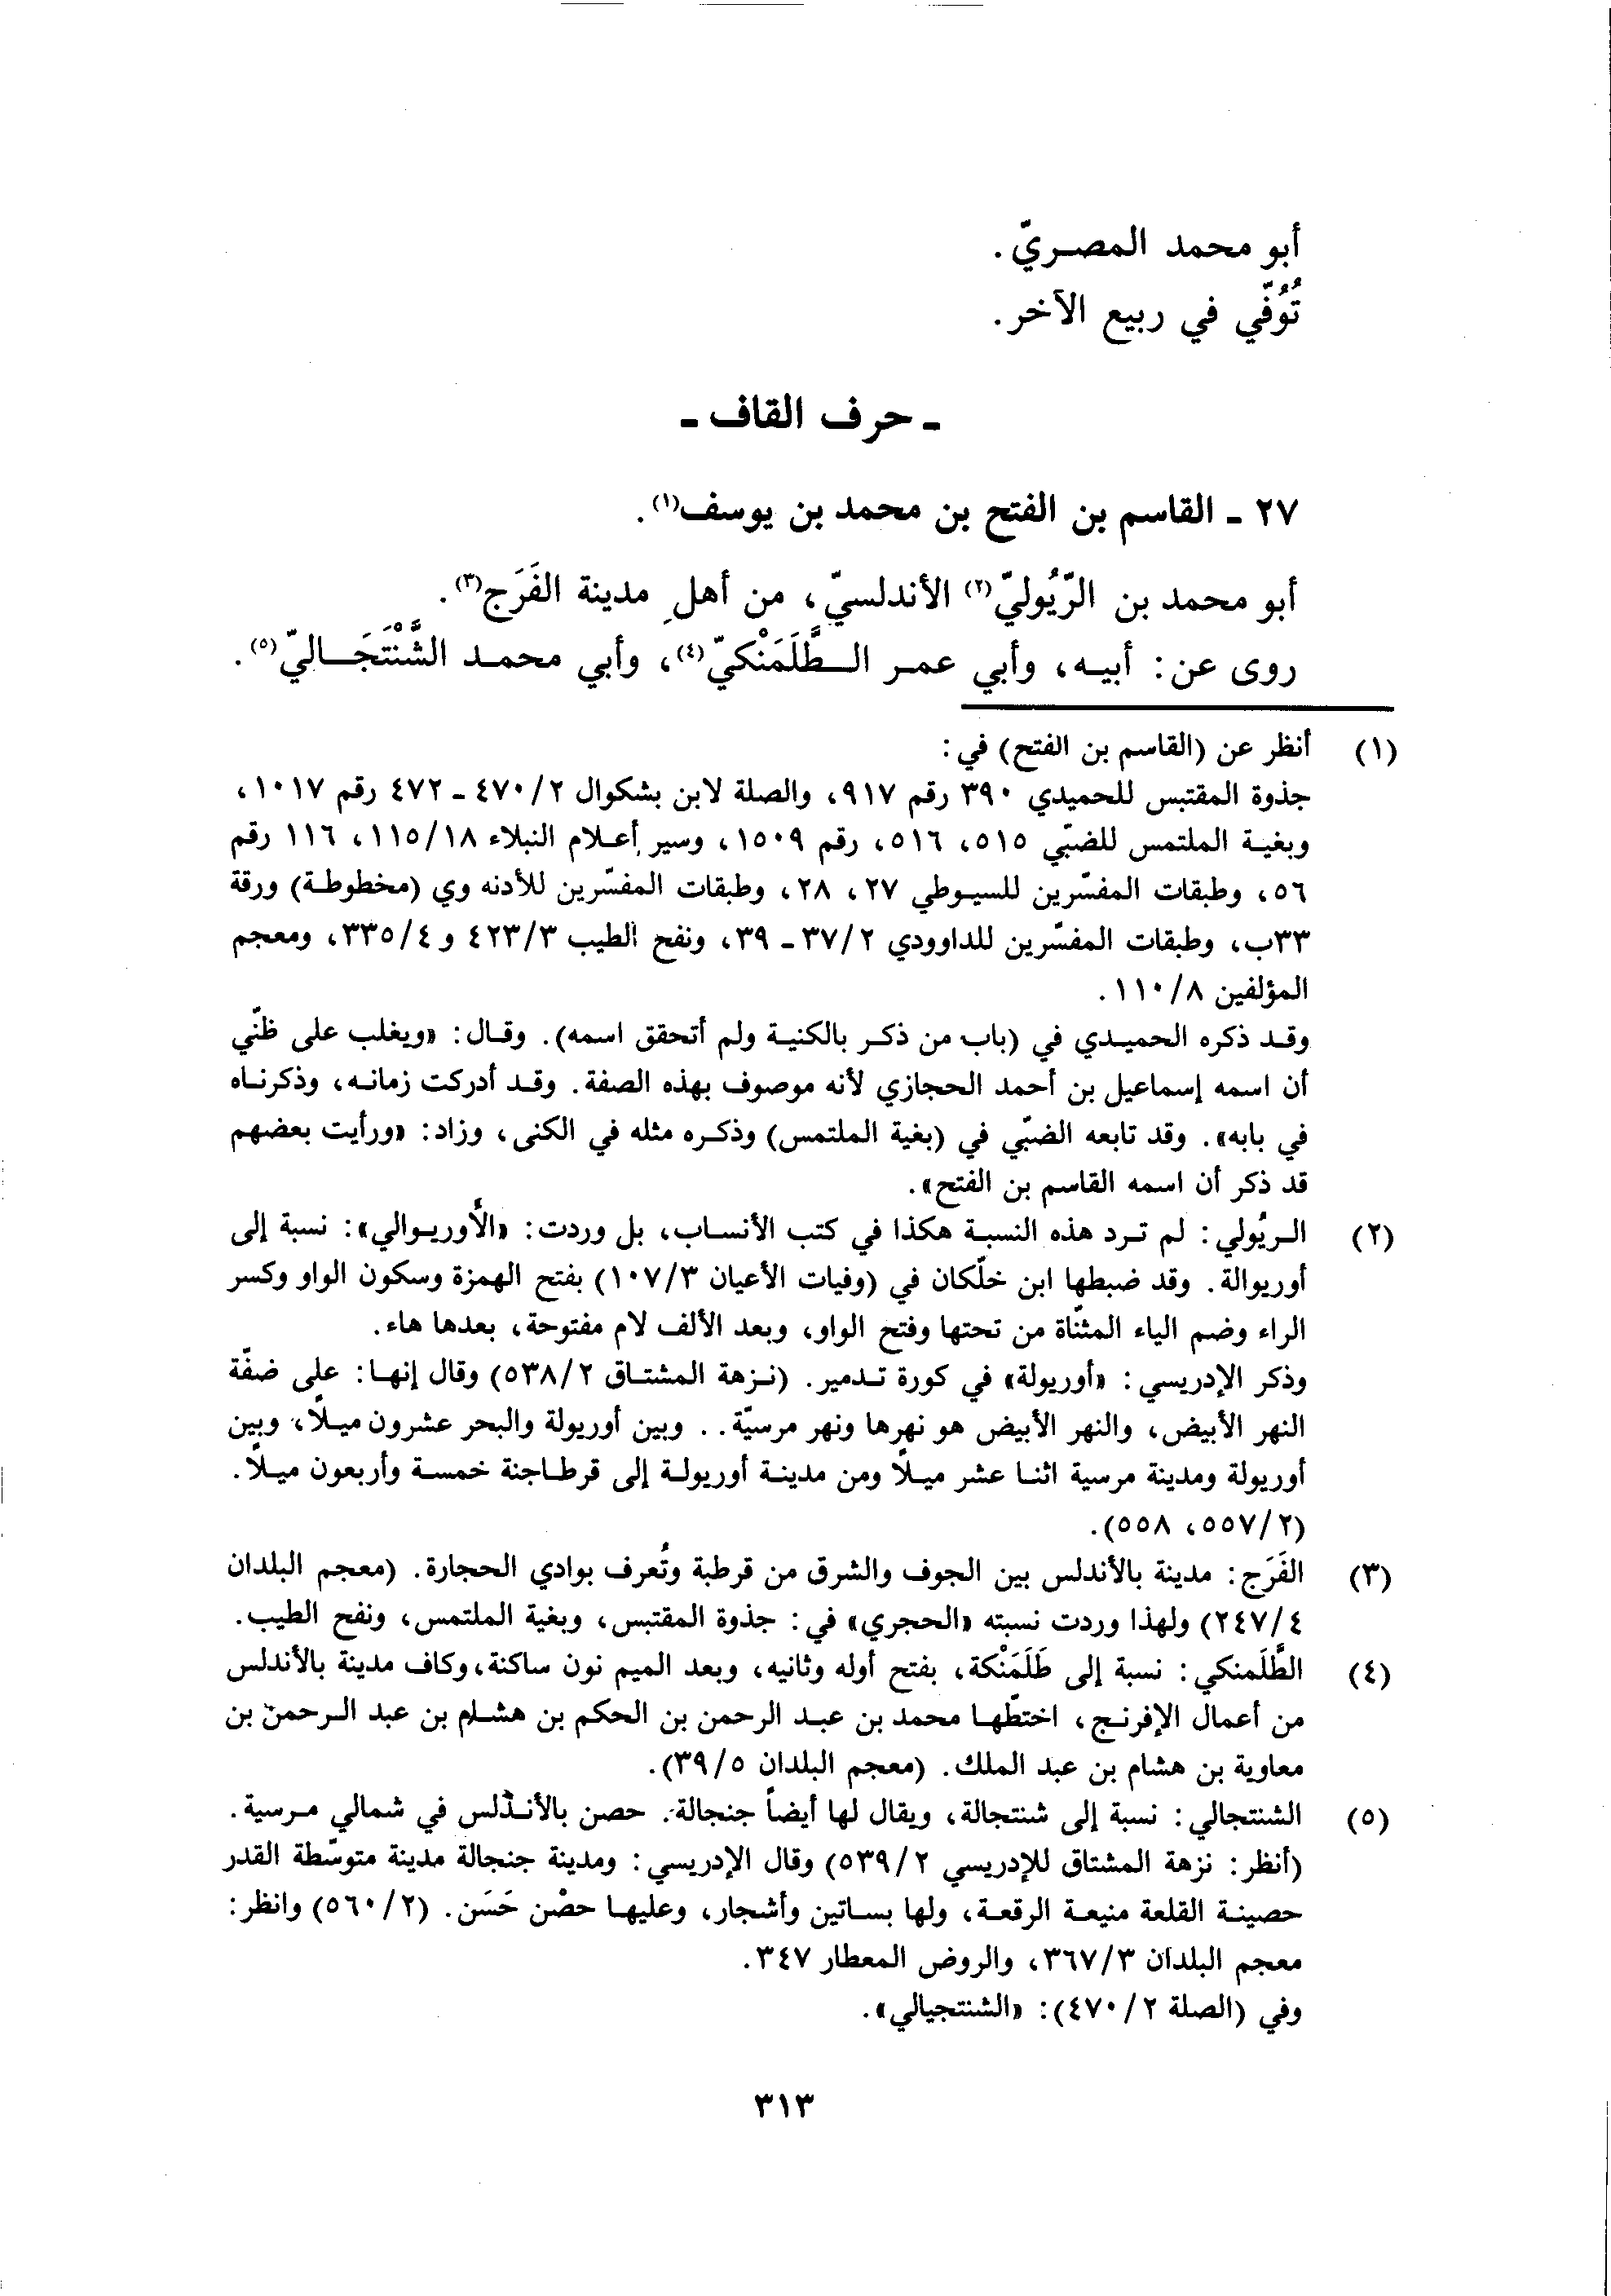 أبو محمد المصريّ.
تُوُفّي في ربيع الآخر.
ـ حرف القاف ـ
٢٧ ـ القاسم بن الفتح بن محمد بن يوسف(١).
أبو محمد بن الرّيُوليّ(٢) الأندلسيّ، من أهلِ مدينة الفَرَج(٣).
روى عن: أبيه، وأبي عمر الطَّلَمَنْكيّ(٤)، وأبي محمد الشَّنْتَجَاليّ(٥).
(١) أنظر عن (القاسم بن الفتح) في:
جذوة المقتبس للحميدي ٣٩٠ رقم ٩١٧، والصلة لابن بشكوال ٢/ ٤٧٠ ـ ٤٧٢ رقم ١٠١٧،
وبغية الملتمس للضبّي ٥١٥، ٥١٦، رقم ١٥٠٩، وسير أعلام النبلاء ١٨/ ١١٥، ١١٦ رقم
٥٦، وطبقات المفسّرين للسيوطي ٢٧، ٢٨، وطبقات المفسّرين للأدنه وي (مخطوطة) ورقة
٣٣ب، وطبقات المفسّرين للداوودي ٢/ ٣٧ ـ ٣٩، ونفح الطيب ٣/ ٤٢٣ و ٤/ ٣٣٥، ومعجم
المؤلفين ٨/ ١١٠.
وقد ذكره الحميدي في (باب من ذكر بالكنية ولم أتحقق اسمه). وقال: «ويغلب على ظنّي
أن اسمه إسماعيل بن أحمد الحجازي لأنه موصوف بهذه الصفة. وقد أدركت زمانه، وذكرناه
في بابه». وقد تابعه الضبّي في (بغية الملتمس) وذكره مثله في الكنى، وزاد: «ورأيت بعضهم
قد ذكر أن اسمه القاسم بن الفتح».
(٢) الريُولي: لم ترد هذه النسبة هكذا في كتب الأنساب، بل وردت: «الأوريوالي»: نسبة إلى
أوريوالة. وقد ضبطها ابن خلّكان في (وفيات الأعيان ٣/ ١٠٧) بفتح الهمزة وسكون الواو وكسر
الراء وضم الياء المثنّاة من تحتها وفتح الواو، وبعد الألف لام مفتوحة، بعدها هاء.
وذكر الإدريسي: «أوريولة» في كورة تدمير. (نزهة المشتاق ٢/ ٥٣٨) وقال إنها: على ضفّة
النهر الأبيض، والنهر الأبيض هو نهرها ونهر مرسيّة.. وبين أوريولة والبحر عشرون ميلاً، وبين
أوريولة ومدينة مرسية اثنا عشر ميلاً ومن مدينة أوريولة إلى قرطاجنة خمسة وأربعون ميلاً.
(٢/ ٥٥٧، ٥٥٨).
(٣) الفَرَج: مدينة بالأندلس بين الجوف والشرق من قرطبة وتُعرف بوادي الحجارة. (معجم البلدان
٤/ ٢٤٧) ولهذا وردت نسبته «الحجري» في: جذوة المقتبس، وبغية الملتمس، ونفح الطيب.
(٤) الطَّلَمنكي: نسبة إلى طَلَمَنْكة، بفتح أوله وثانيه، وبعد الميم نون ساكنة، وكاف مدينة بالأندلس
من أعمال الإفرنج، اختطّها محمد بن عبد الرحمن بن الحكم بن هشام بن عبد الرحمن بن
معاوية بن هشام بن عبد الملك. (معجم البلدان ٥/ ٣٩).
(٥) الشنتجالي: نسبة إلى شنتجالة، ويقال لها أيضاً جنجالة. حصن بالأندلس في شمالي مرسية.
(أنظر: نزهة المشتاق للإدريسي ٢/ ٥٣٩) وقال الإدريسي: ومدينة جنجالة مدينة متوسّطة القدر
حصينة القلعة منيعة الرقعة، ولها بساتين وأشجار، وعليها حصْن حَسَن. (٢/ ٥٦٠) وانظر:
معجم البلدان ٣/ ٣٦٧، والروض المعطار ٣٤٧.
وفي (الصلة ٢/ ٤٧٠): «الشنتجيالي».
٣١٣